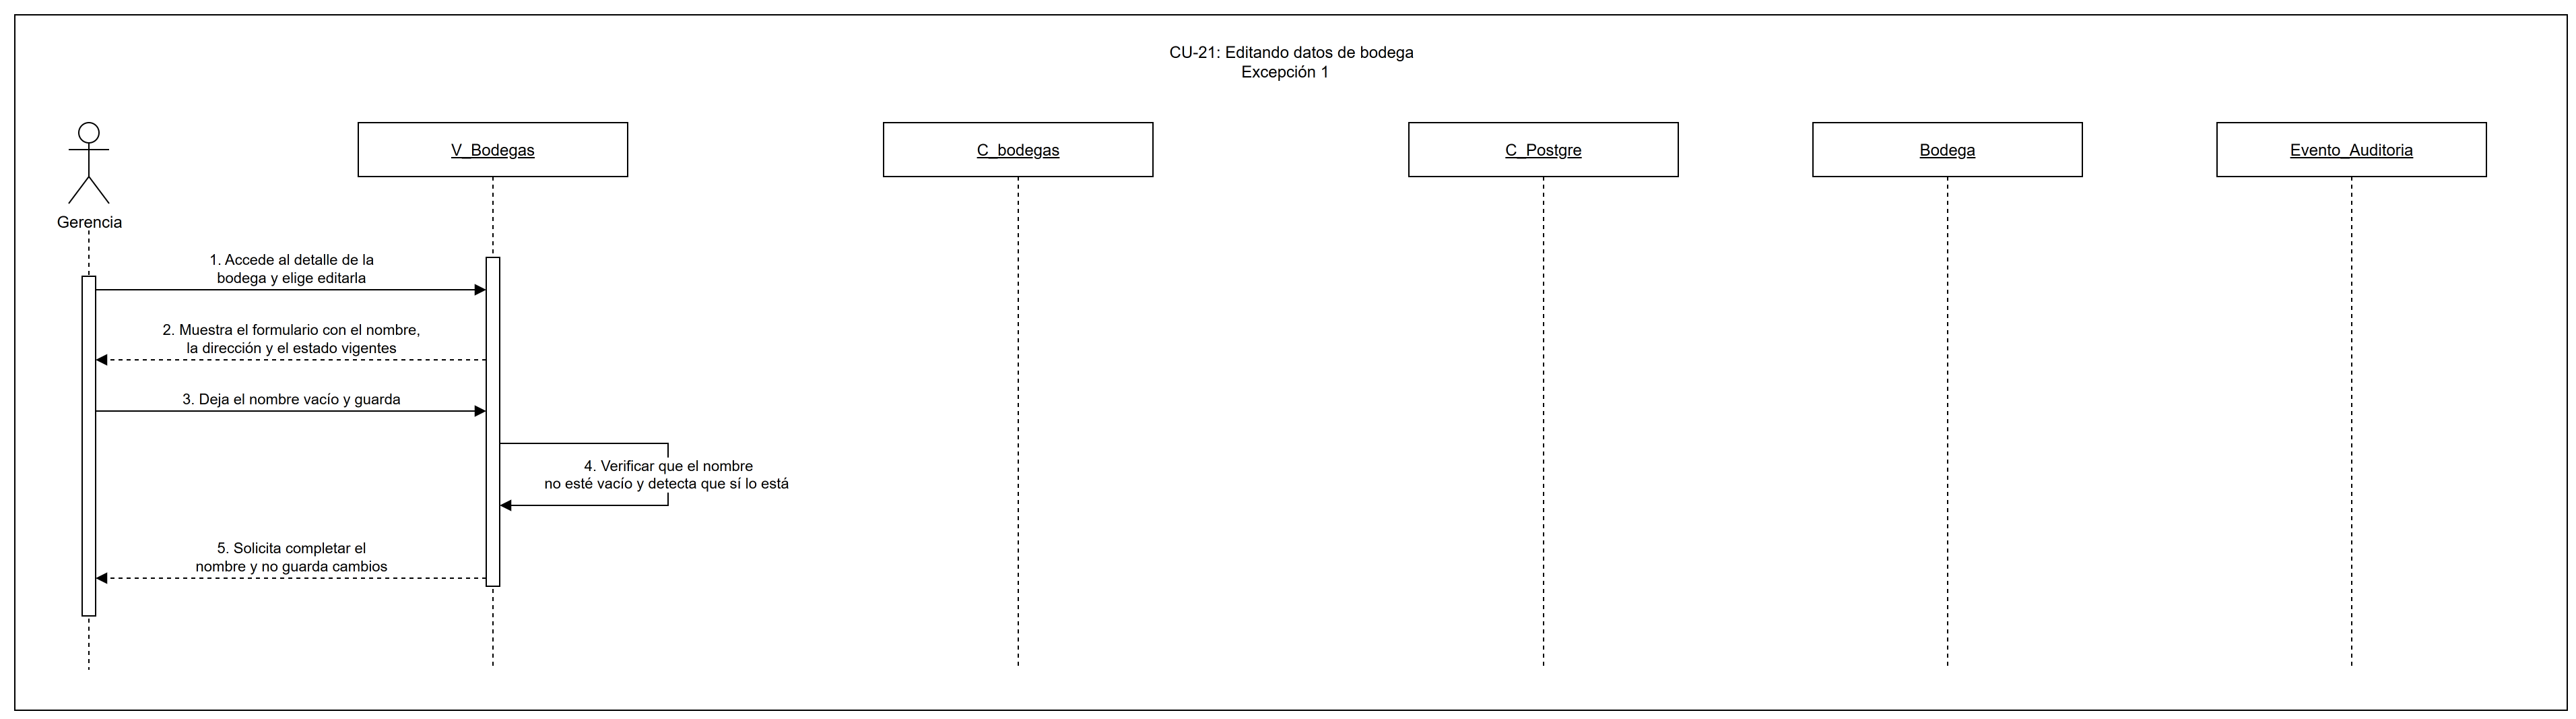 CU-21: Editando datos de bodega
Excepción 1
Gerencia
V_Bodegas
C_bodegas
C_Postgre
Bodega
Evento_Auditoria
1. Accede al detalle de la
bodega y elige editarla
2. Muestra el formulario con el nombre,
la dirección y el estado vigentes
3. Deja el nombre vacío y guarda
4. Verificar que el nombre
no esté vacío y detecta que sí lo está
5. Solicita completar el
nombre y no guarda cambios